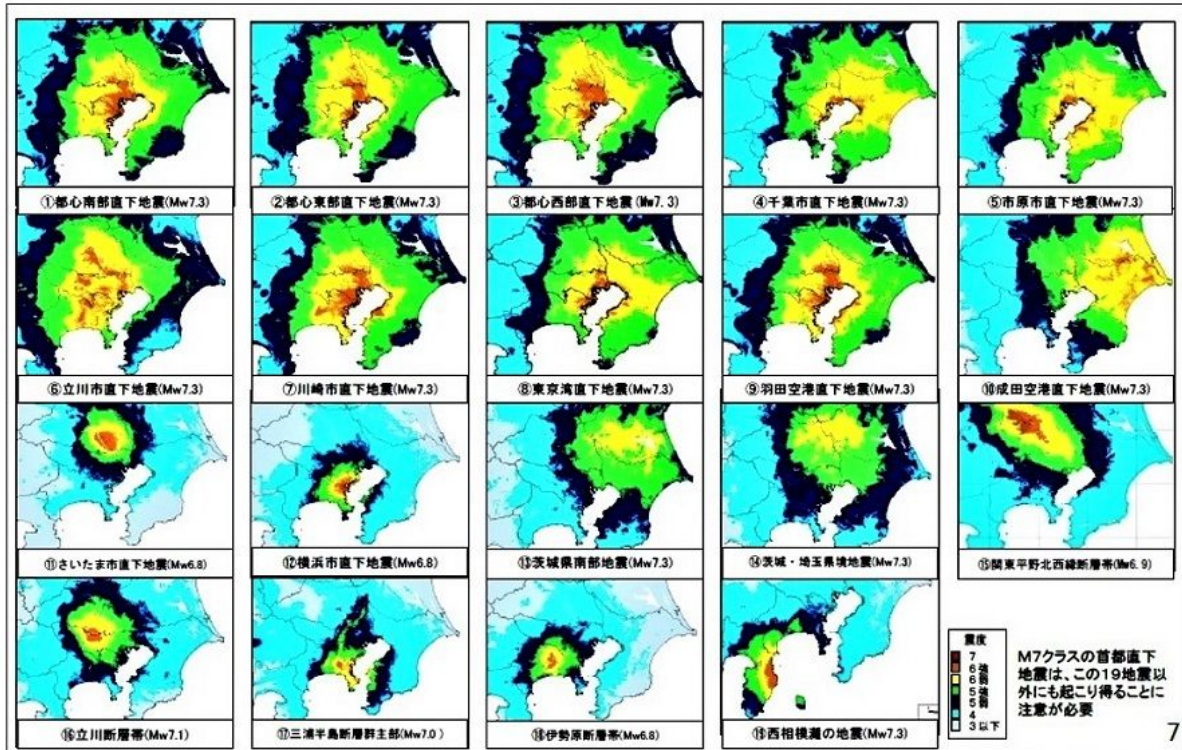 ①都心南部直下地震(Mw7.3)
②都心東部直下地震(Mw7.3)
③都心西部直下地震(Mw7.3)
④千葉市直下地震(Mw7.3)
⑤市原市直下地震(Mw7.3)
⑥立川市直下地震(Mw7.3)
⑦川崎市直下地震(Mw7.3)
⑧東京湾直下地震(Mw7.3)
⑨羽田空港直下地震(Mw7.3)
⑩成田空港直下地震(Mw7.3)
⑪さいたま市直下地震(Mw6.8)
⑫横浜市直下地震(Mw6.8)
⑬茨城県南部地震(Mw7.3)
⑭茨城・埼玉県境地震(Mw7.3)
⑮関東平野北西縁断層帯(Mw6.9)
⑯立川断層帯(Mw7.1)
⑰三浦半島断層群主部(Mw7.0)
⑱伊勢原断層帯(Mw6.8)
⑲西相模灘の地震(Mw7.3)
震度
7
6強
6弱
5強
5弱
4
3以下
M7クラスの首都直下
地震は、この19地震以
外にも起こり得ることに
注意が必要
7